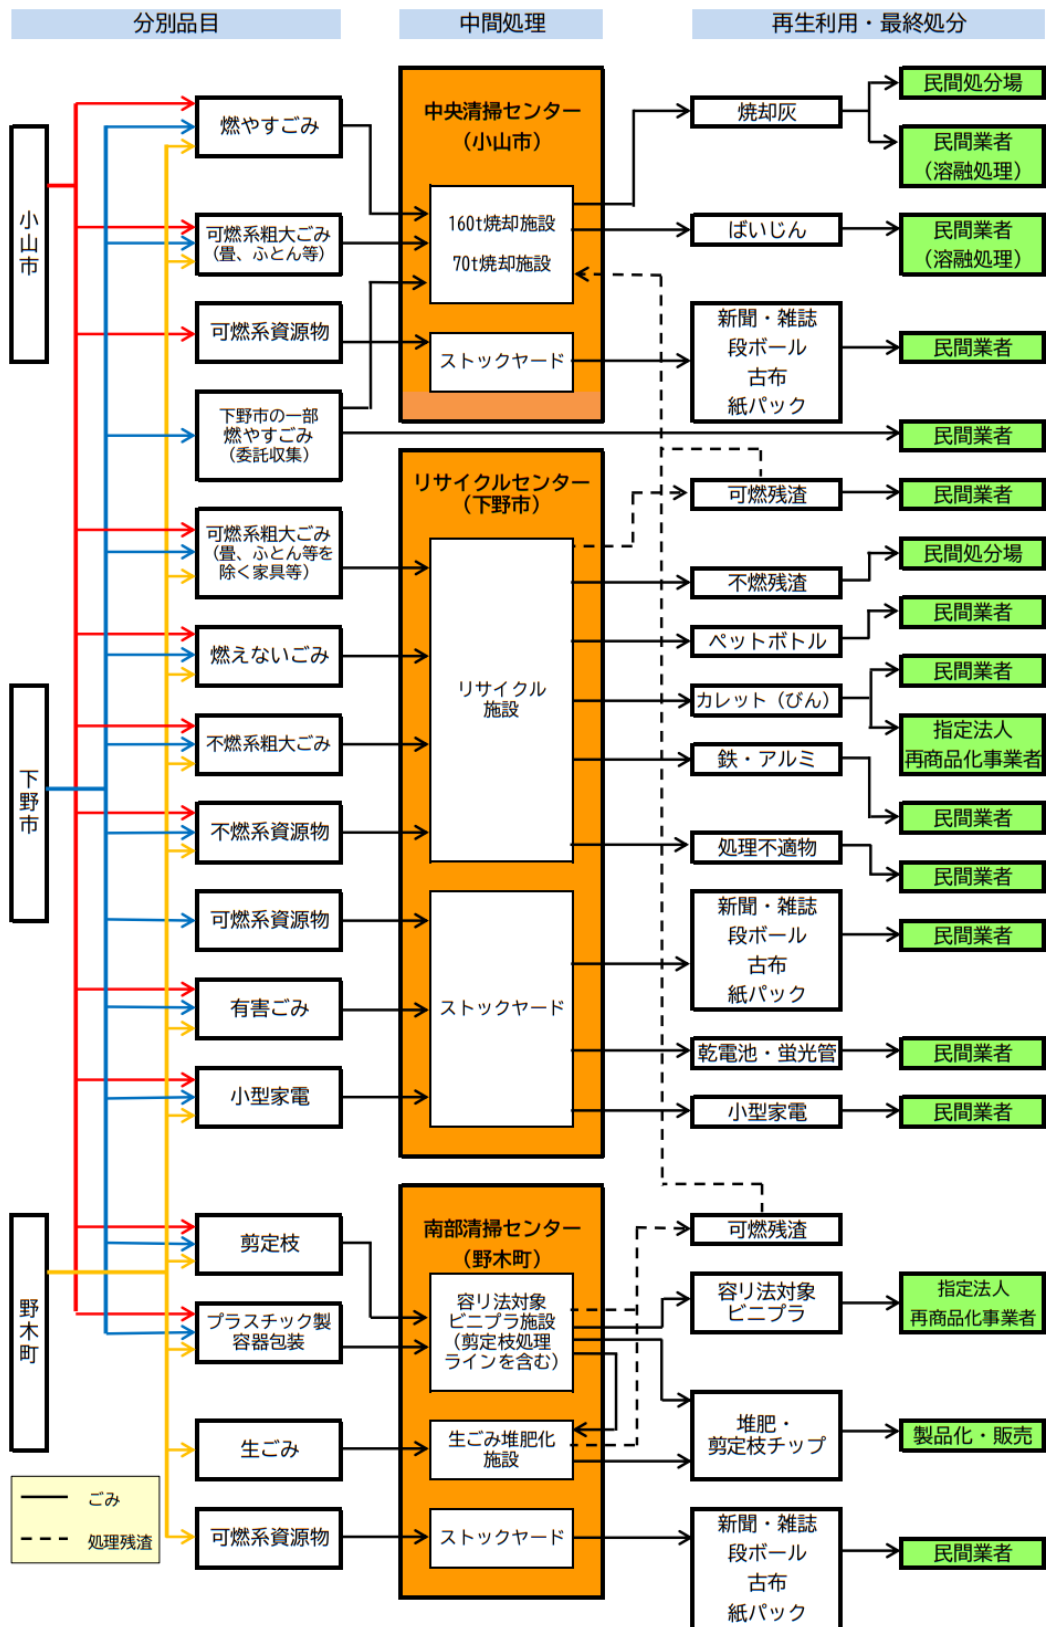 分別品目
中間処理
再生利用・最終処分
小山市
下野市
野木町
燃やすごみ
可燃系粗大ごみ
（畳、ふとん等）
可燃系資源物
下野市の一部
燃やすごみ
（委託収集）
可燃系粗大ごみ
（畳、ふとん等を
除く家具等）
燃えないごみ
不燃系粗大ごみ
不燃系資源物
可燃系資源物
有害ごみ
小型家電
剪定枝
プラスチック製
容器包装
生ごみ
可燃系資源物
中央清掃センター
（小山市）
160t焼却施設
70t焼却施設
ストックヤード
リサイクルセンター
（下野市）
リサイクル
施設
ストックヤード
南部清掃センター
（野木町）
容リ法対象
ビニプラ施設
（剪定枝処理
ラインを含む）
生ごみ堆肥化
施設
ストックヤード
焼却灰
ばいじん
新聞・雑誌
段ボール
古布
紙パック
可燃残渣
不燃残渣
ペットボトル
カレット（びん）
鉄・アルミ
処理不適物
新聞・雑誌
段ボール
古布
紙パック
乾電池・蛍光管
小型家電
可燃残渣
容リ法対象
ビニプラ
堆肥・
剪定枝チップ
新聞・雑誌
段ボール
古布
紙パック
民間処分場
民間業者
（溶融処理）
民間業者
（溶融処理）
民間業者
民間業者
民間業者
民間処分場
民間業者
民間業者
指定法人
再商品化事業者
民間業者
民間業者
民間業者
民間業者
民間業者
指定法人
再商品化事業者
製品化・販売
民間業者
ごみ
処理残渣